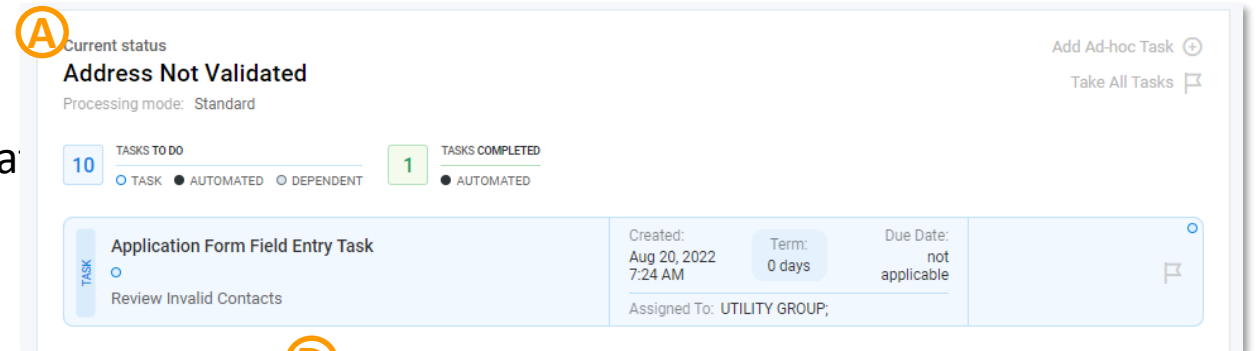 A
Current status
Add Ad-hoc Task
Address Not Validated
Take All Tasks
Processing mode: Standard
10
TASKS TO DO
TASK AUTOMATED DEPENDENT
1
TASKS COMPLETED
AUTOMATED
TASK
Application Form Field Entry Task
Review Invalid Contacts
Created:
Aug 20, 2022
7:24 AM
Term:
0 days
Due Date:
not
applicable
Assigned To: UTILITY GROUP;